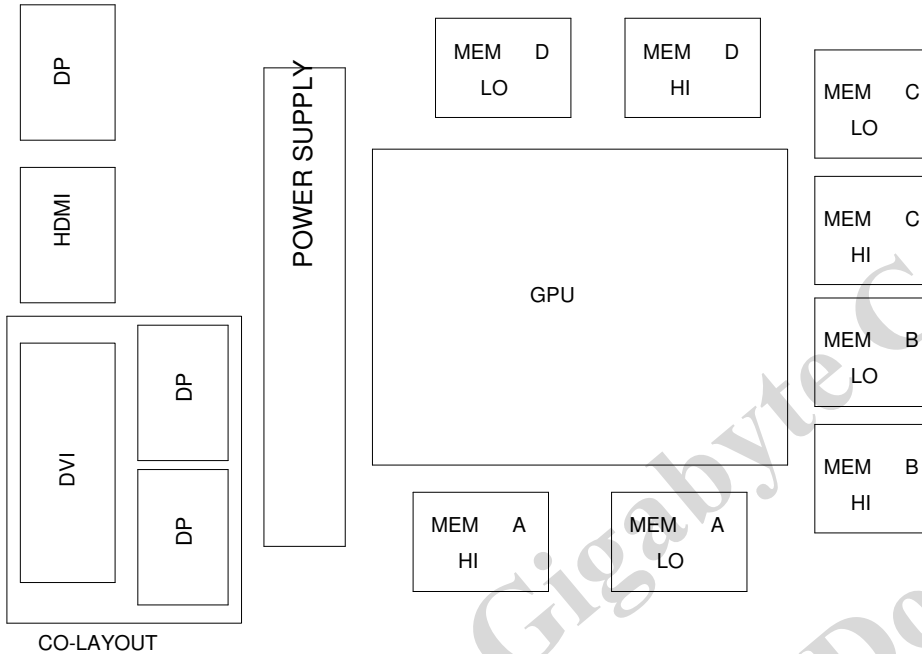 DP
HDMI
DVI
DP
DP
CO-LAYOUT
POWER SUPPLY
MEM D
LO
MEM D
HI
GPU
MEM A
HI
MEM A
LO
MEM C
LO
MEM C
HI
MEM B
LO
MEM B
HI
Gigabyte C
Do